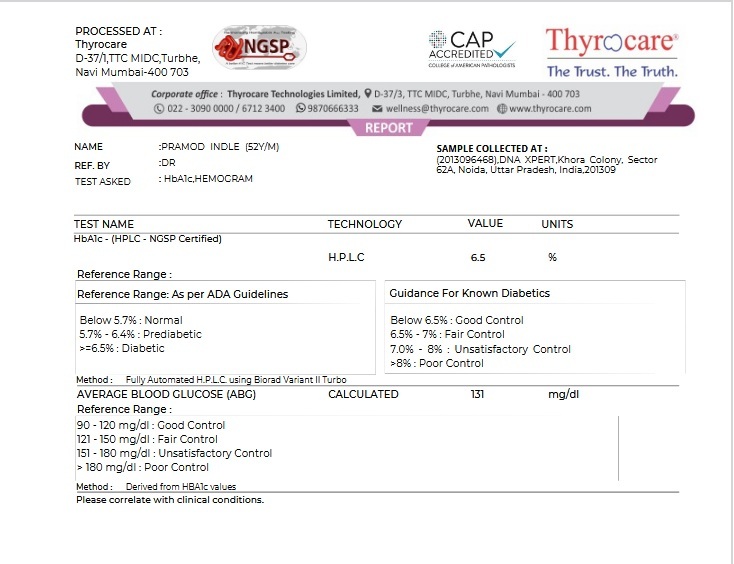 PROCESSED AT :
Thyrocare
D-37/1,TTC MIDC,Turbhe,
Navi Mumbai-400 703
NGSP
CAP
ACCREDITED
COLLEGE of AMERICAN PATHOLOGISTS
Thyrocare®
The Trust. The Truth.
Corporate office : Thyrocare Technologies Limited, D-37/3, TTC MIDC, Turbhe, Navi Mumbai - 400 703
022 - 3090 0000 / 6712 3400 9870666333 wellness@thyrocare.com www.thyrocare.com
REPORT
NAME :PRAMOD INDLE (52Y/M)
REF. BY :DR
TEST ASKED : HbA1c,HEMOGRAM
SAMPLE COLLECTED AT :
(2013096468),DNA XPERT,Khora Colony, Sector
62A, Noida, Uttar Pradesh, India,201309
TEST NAME TECHNOLOGY VALUE UNITS
HbA1c - (HPLC - NGSP Certified)
H.P.L.C 6.5 %
Reference Range :
Reference Range: As per ADA Guidelines
Below 5.7% : Normal
5.7% - 6.4% : Prediabetic
>=6.5% : Diabetic
Guidance For Known Diabetics
Below 6.5% : Good Control
6.5% - 7% : Fair Control
7.0% - 8% : Unsatisfactory Control
>8% : Poor Control
Method : Fully Automated H.P.L.C. using Biorad Variant II Turbo
AVERAGE BLOOD GLUCOSE (ABG) CALCULATED 131 mg/dl
Reference Range :
90 - 120 mg/dl : Good Control
121 - 150 mg/dl : Fair Control
151 - 180 mg/dl : Unsatisfactory Control
> 180 mg/dl : Poor Control
Method : Derived from HBA1c values
Please correlate with clinical conditions.